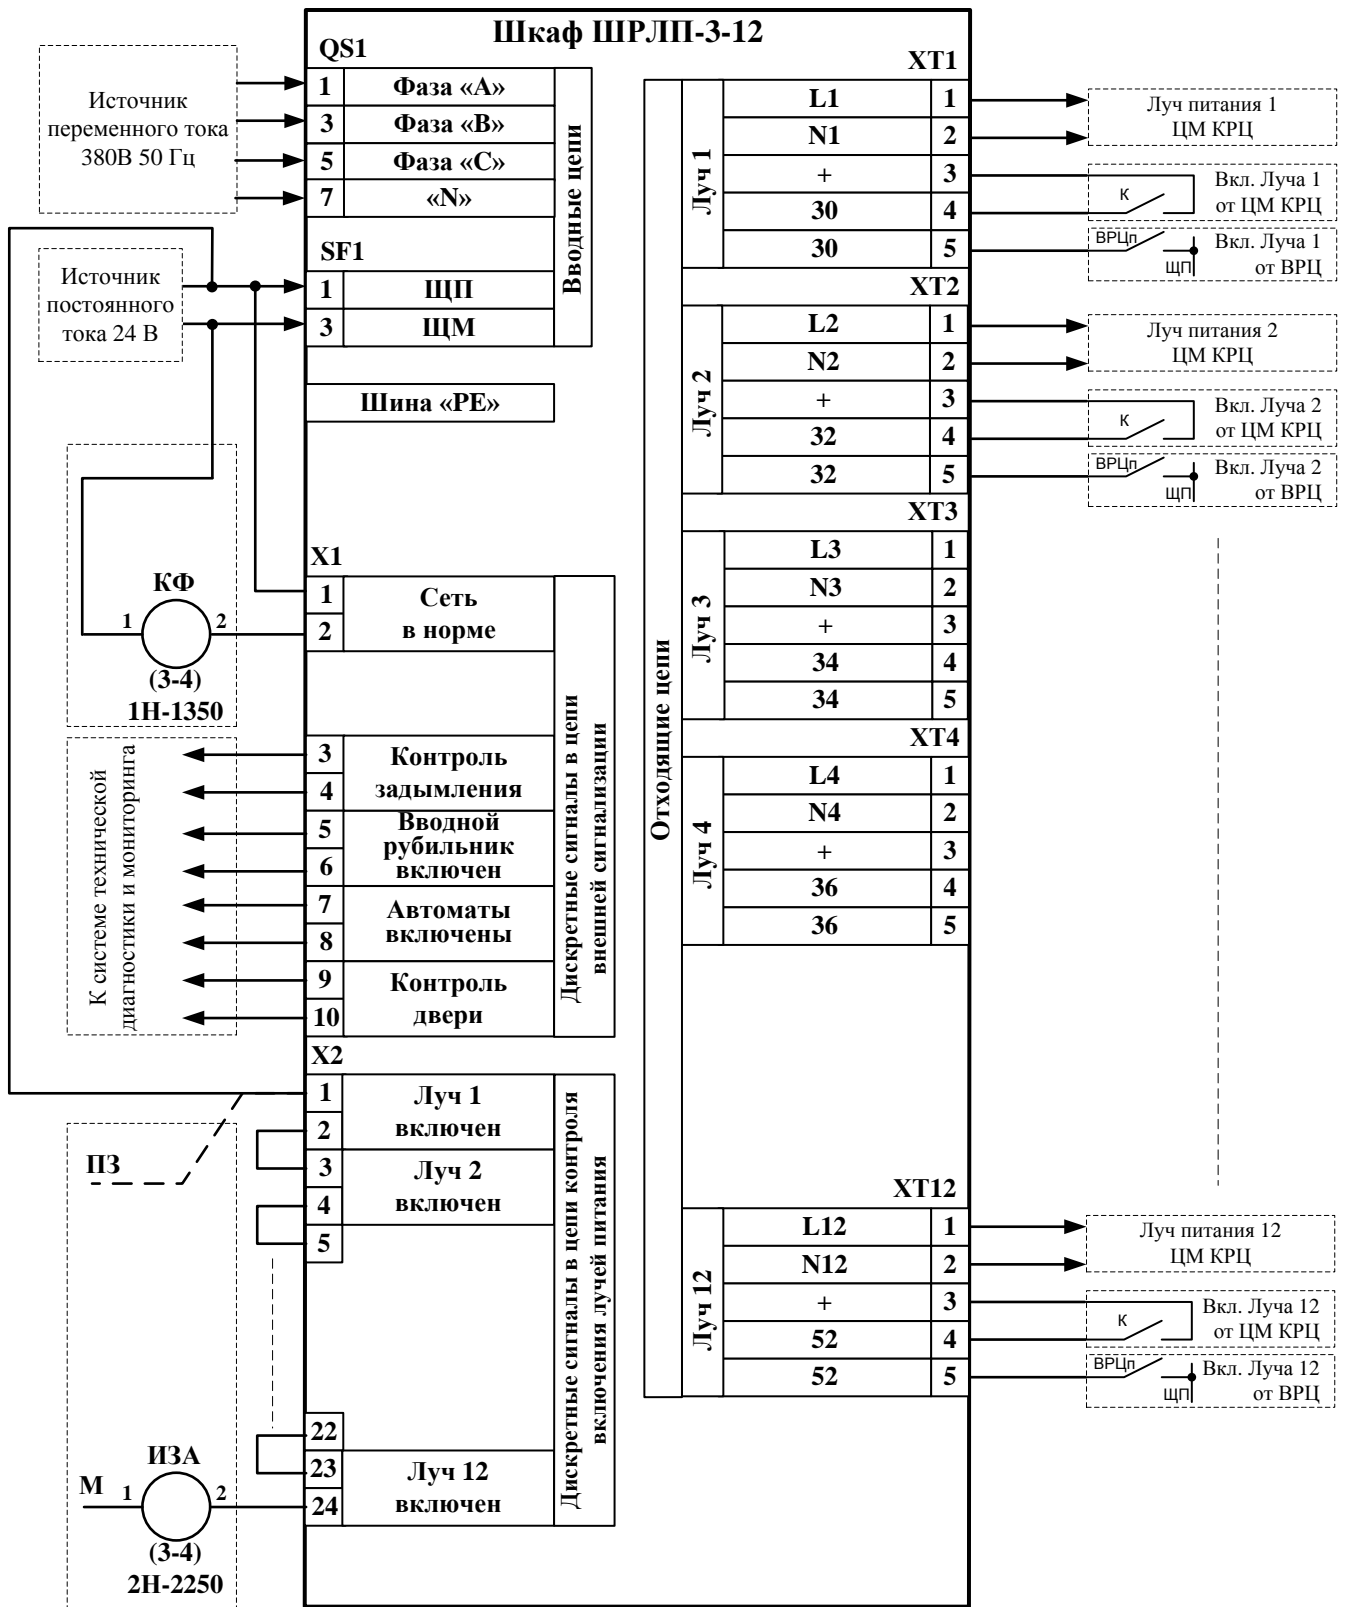 Шкаф ШРЛП-3-12
QS1
Источник
переменного тока
380В 50 Гц
1 Фаза «А»
3 Фаза «В»
5 Фаза «С»
7 «N»
SF1
Источник
постоянного
тока 24 В
1 ЩП
3 ЩМ
Вводные цепи
Шина «РЕ»
X1
КФ
1 2
(3-4)
1Н-1350
1 Сеть
2 в норме
К системе технической
диагностики и мониторинга
3 Контроль
4 задымления
5 Вводной
рубильник
6 включен
7 Автоматы
8 включены
9 Контроль
10 двери
Дискретные сигналы в цепи
внешней сигнализации
X2
1 Луч 1
2 включен
3 Луч 2
4 включен
5
22
23 Луч 12
24 включен
Дискретные сигналы в цепи контроля
включения лучей питания
ПЗ
ИЗА
М 1 2
(3-4)
2Н-2250
Отходящие цепи
XT1
Луч 1
L1 1
N1 2
+ 3
30 4
30 5
Луч питания 1
ЦМ КРЦ
К
Вкл. Луча 1
от ЦМ КРЦ
ВРЦп
ЩП
Вкл. Луча 1
от ВРЦ
XT2
Луч 2
L2 1
N2 2
+ 3
32 4
32 5
Луч питания 2
ЦМ КРЦ
К
Вкл. Луча 2
от ЦМ КРЦ
ВРЦп
ЩП
Вкл. Луча 2
от ВРЦ
XT3
Луч 3
L3 1
N3 2
+ 3
34 4
34 5
XT4
Луч 4
L4 1
N4 2
+ 3
36 4
36 5
XT12
Луч 12
L12 1
N12 2
+ 3
52 4
52 5
Луч питания 12
ЦМ КРЦ
К
Вкл. Луча 12
от ЦМ КРЦ
ВРЦп
ЩП
Вкл. Луча 12
от ВРЦ